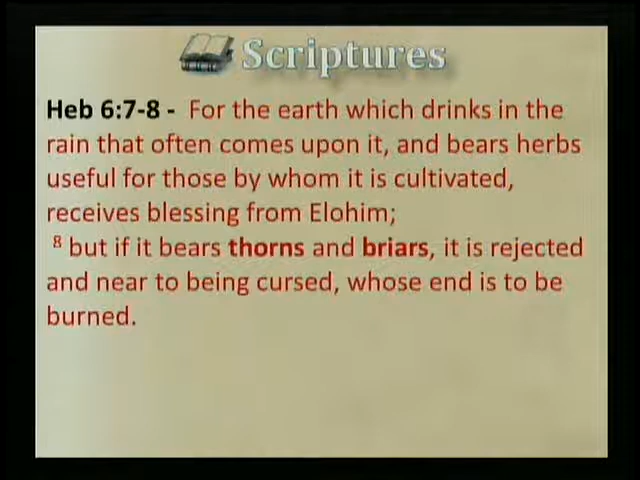 Scriptures
Heb 6:7-8 - For the earth which drinks in the
rain that often comes upon it, and bears herbs
useful for those by whom it is cultivated,
receives blessing from Elohim;
8 but if it bears thorns and briars, it is rejected
and near to being cursed, whose end is to be
burned.